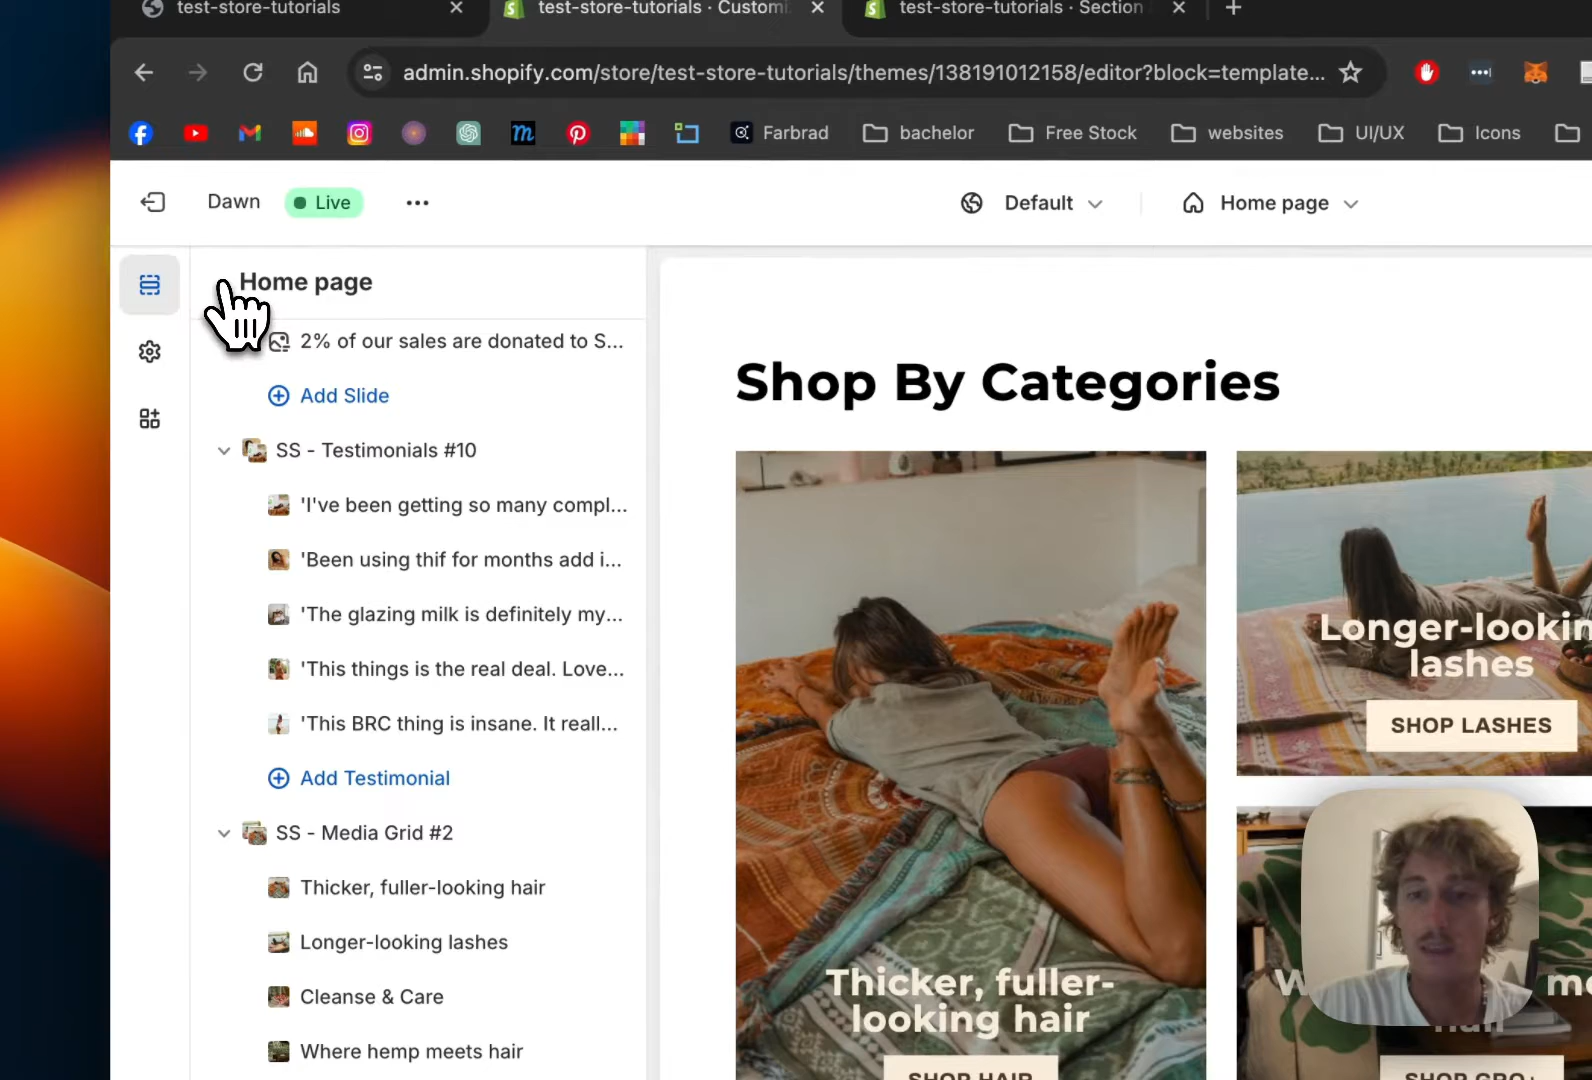 test-store-tutorials
test-store-tutorials · Customi
test-store-tutorials · Section
admin.shopify.com/store/test-store-tutorials/themes/138191012158/editor?block=template...
Farbrad
bachelor
Free Stock
websites
UI/UX
Icons
Dawn
Live
Default
Home page
Home page
2% of our sales are donated to S...
Add Slide
SS - Testimonials #10
'I've been getting so many compl...
'Been using thif for months add i...
'The glazing milk is definitely my...
'This things is the real deal. Love...
'This BRC thing is insane. It reall...
Add Testimonial
SS - Media Grid #2
Thicker, fuller-looking hair
Longer-looking lashes
Cleanse & Care
Where hemp meets hair
Shop By Categories
Longer-lookin
lashes
SHOP LASHES
Thicker, fuller-
looking hair
SHOP HAIR
hair
SHOP GRO+